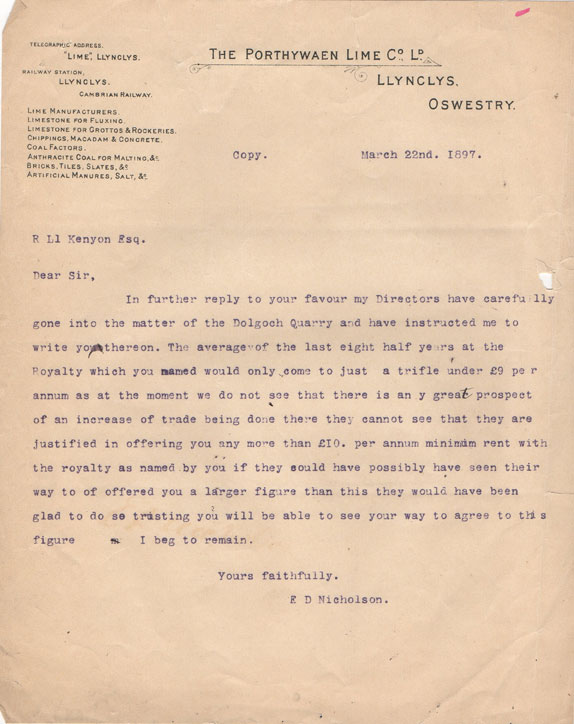 TELEGRAPHIC ADDRESS.
"LIME", LLYNCLYS.
RAILWAY STATION,
LLYNCLYS.
CAMBRIAN RAILWAY.
LIME MANUFACTURERS.
LIMESTONE FOR FLUXING.
LIMESTONE FOR GROTTOS & ROCKERIES.
CHIPPINGS, MACADAM & CONCRETE.
COAL FACTORS.
ANTHRACITE COAL FOR MALTING, &c.
BRICKS, TILES, SLATES, &c.
ARTIFICIAL MANURES, SALT, &c.
THE PORTHYWAEN LIME Co. LD.
LLYNCLYS,
OSWESTRY.
Copy. March 22nd. 1897.
R Ll Kenyon Esq.
Dear Sir,
In further reply to your favour my Directors have carefully
gone into the matter of the Dolgoch Quarry and have instructed me to
write you thereon. The average of the last eight half years at the
Royalty which you named would only come to just a trifle under £9 per
annum as at the moment we do not see that there is an y great prospect
of an increase of trade being done there they cannot see that they are
justified in offering you any more than £10. per annum minimum rent with
the royalty as named by you if they could have possibly have seen their
way to of offered you a larger figure than this they would have been
glad to do so trusting you will be able to see your way to agree to this
figure I beg to remain.
Yours faithfully.
E D Nicholson.